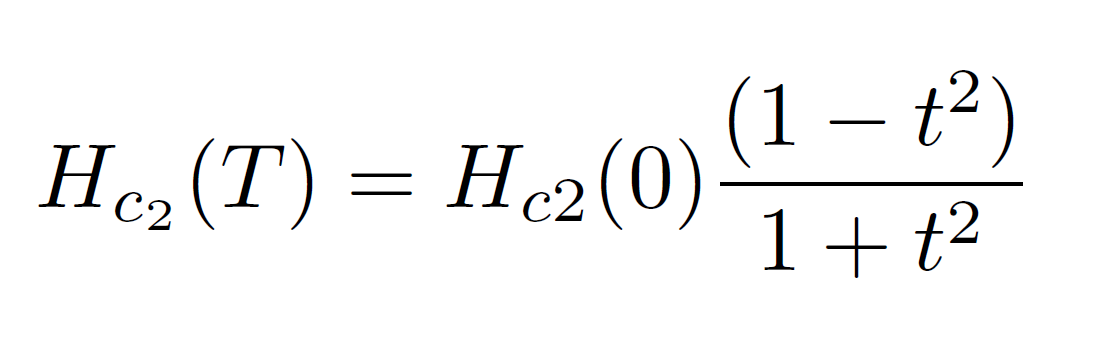 $H_{c_2}(T) = H_{c2}(0)\frac{(1-t^2)}{1+t^2}$